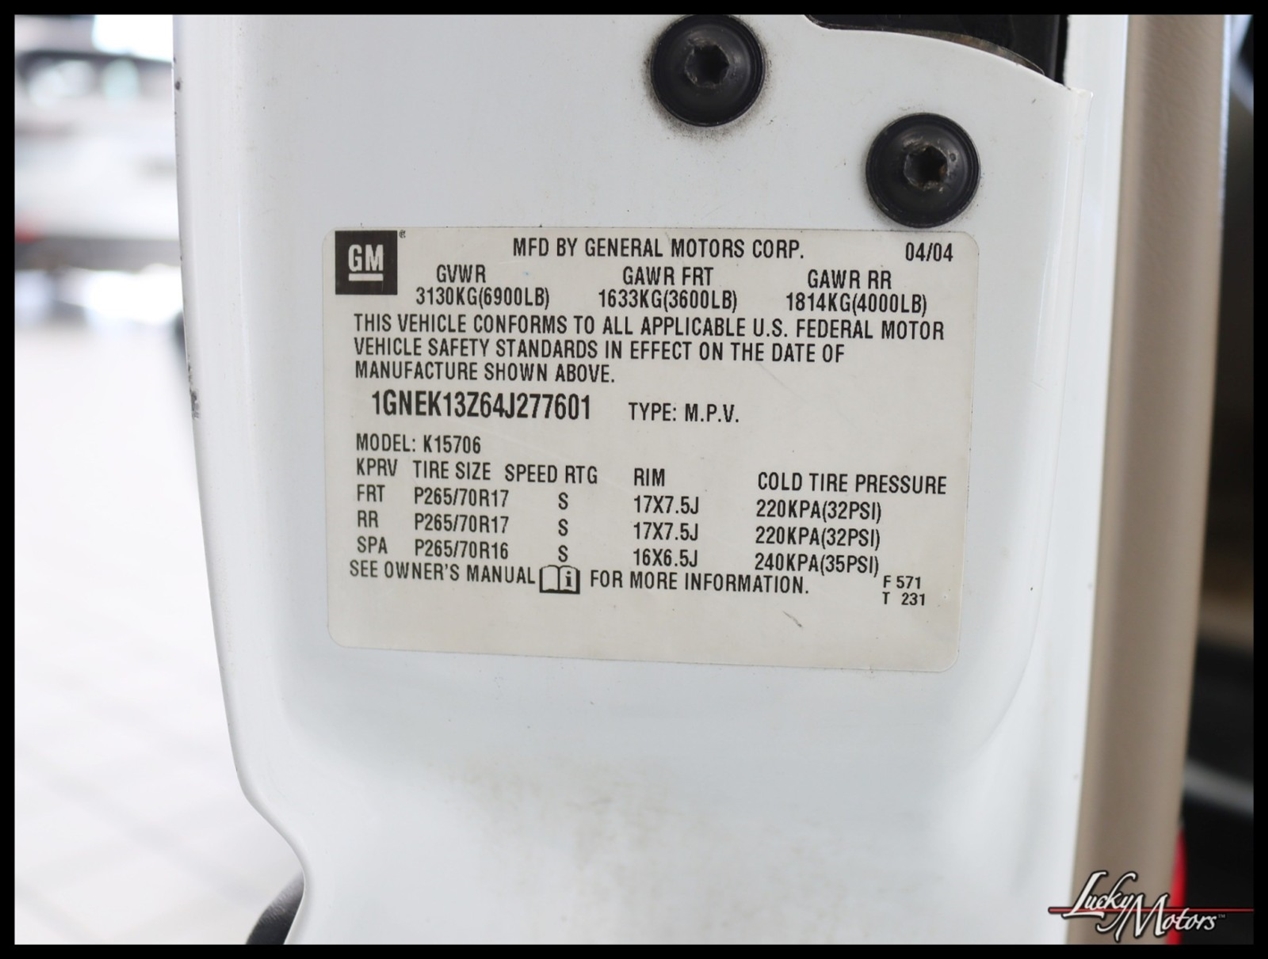 GM®
MFD BY GENERAL MOTORS CORP. 04/04
GVWR GAWR FRT GAWR RR
3130KG(6900LB) 1633KG(3600LB) 1814KG(4000LB)
THIS VEHICLE CONFORMS TO ALL APPLICABLE U.S. FEDERAL MOTOR
VEHICLE SAFETY STANDARDS IN EFFECT ON THE DATE OF
MANUFACTURE SHOWN ABOVE.
1GNEK13Z64J277601 TYPE: M.P.V.
MODEL: K15706
KPRV TIRE SIZE SPEED RTG RIM COLD TIRE PRESSURE
FRT P265/70R17 S 17X7.5J 220KPA(32PSI)
RR P265/70R17 S 17X7.5J 220KPA(32PSI)
SPA P265/70R16 S 16X6.5J 240KPA(35PSI)
SEE OWNER'S MANUAL i FOR MORE INFORMATION. F 571
T 231
Lucky Motors™